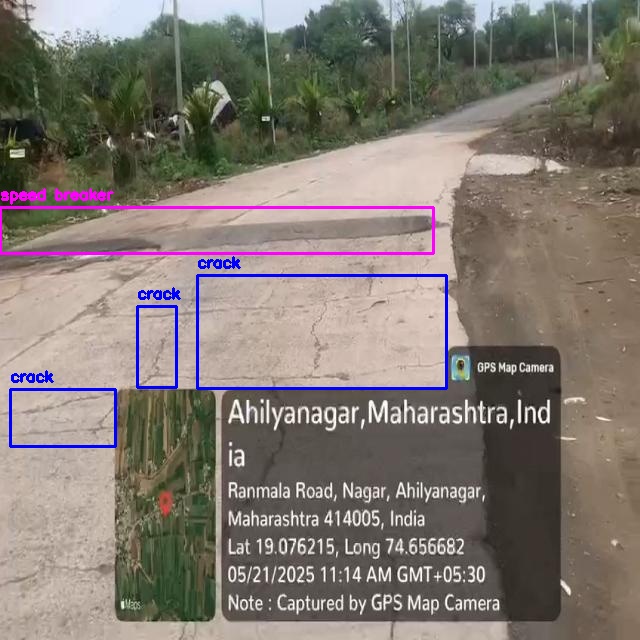 speed breaker
crack
crack
crack
GPS Map Camera
Ahilyanagar,Maharashtra,Ind
ia
Ranmala Road, Nagar, Ahilyanagar,
Maharashtra 414005, India
Lat 19.076215, Long 74.656682
05/21/2025 11:14 AM GMT+05:30
Note : Captured by GPS Map Camera
Maps